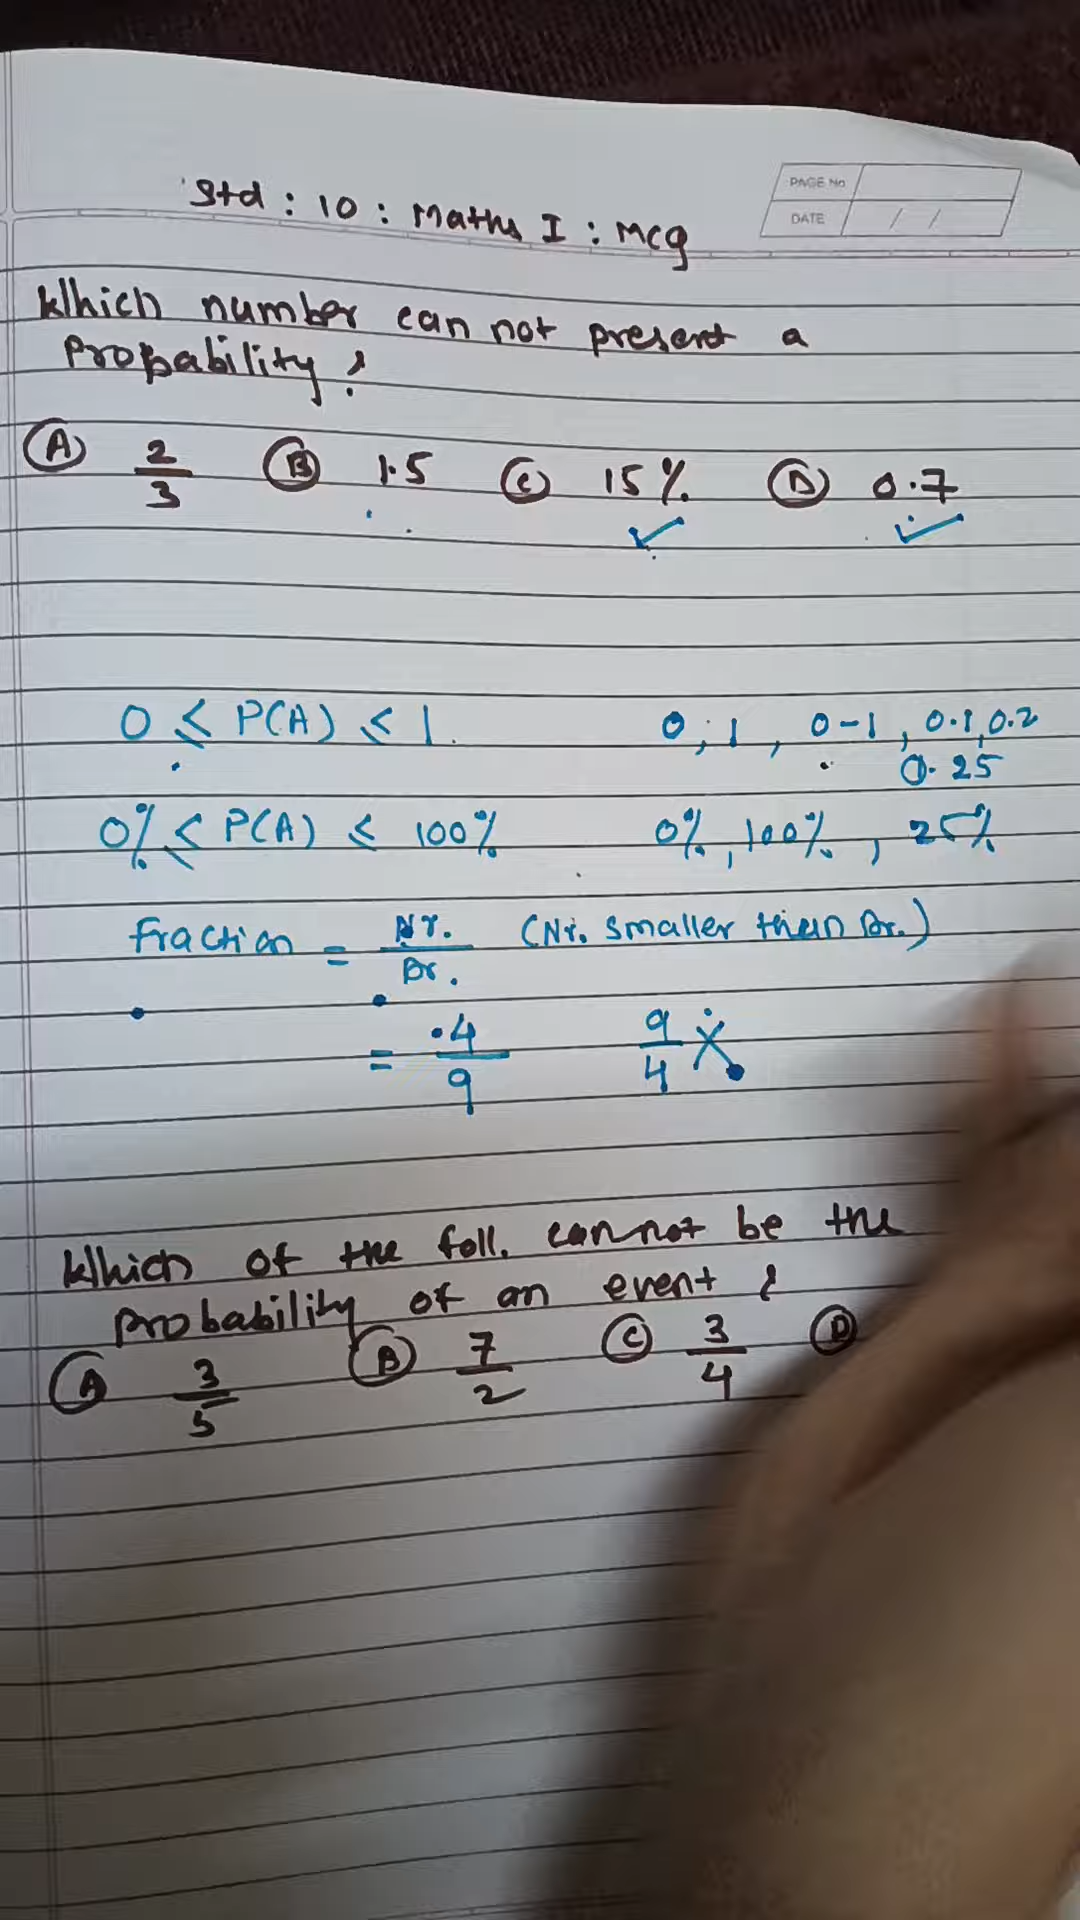 Std : 10 : Maths I : Mcq
PAGE No
DATE / /
Which number can not present a
probability ?
(A) 2/3 (B) 1.5 (C) 15% (D) 0.7
0 ≤ P(A) ≤ 1. 0, 1, 0-1, 0.1, 0.2
0.25
0% ≤ P(A) ≤ 100% 0%, 100%, 25%
Fraction = Nr./Dr. (Nr. smaller than Dr.)
= 4/9 9/4 ✗
Which of the foll. cannot be the
probability of an event ?
(A) 3/5 (B) 7/2 (C) 3/4 (D)